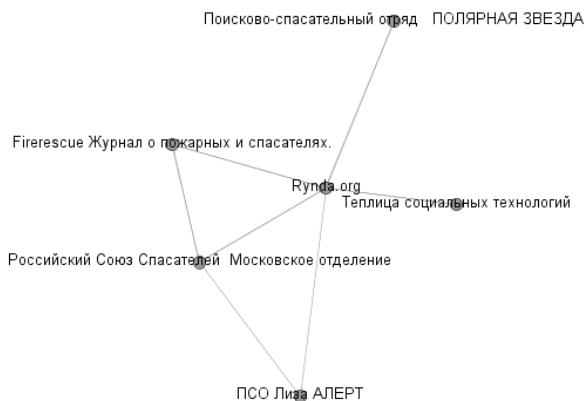 Поисково-спасательный отряд ПОЛЯРНАЯ ЗВЕЗДА
Firerescue Журнал о пожарных и спасателях.
Rynda.org
Теплица социальных технологий
Российский Союз Спасателей Московское отделение
ПСО Лиза АЛЕРТ